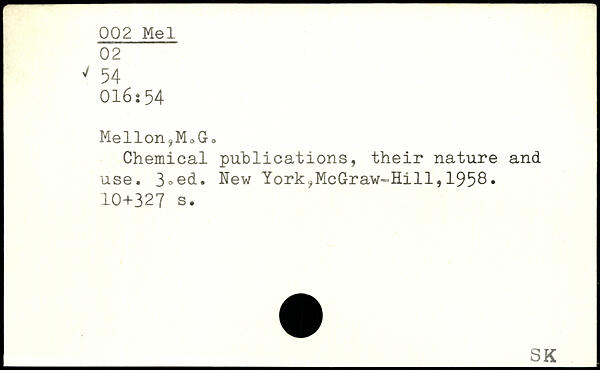 002 Mel
02
✓ 54
016:54
Mellon,M.G.
Chemical publications, their nature and
use. 3.ed. New York,McGraw-Hill,1958.
10+327 s.
SK